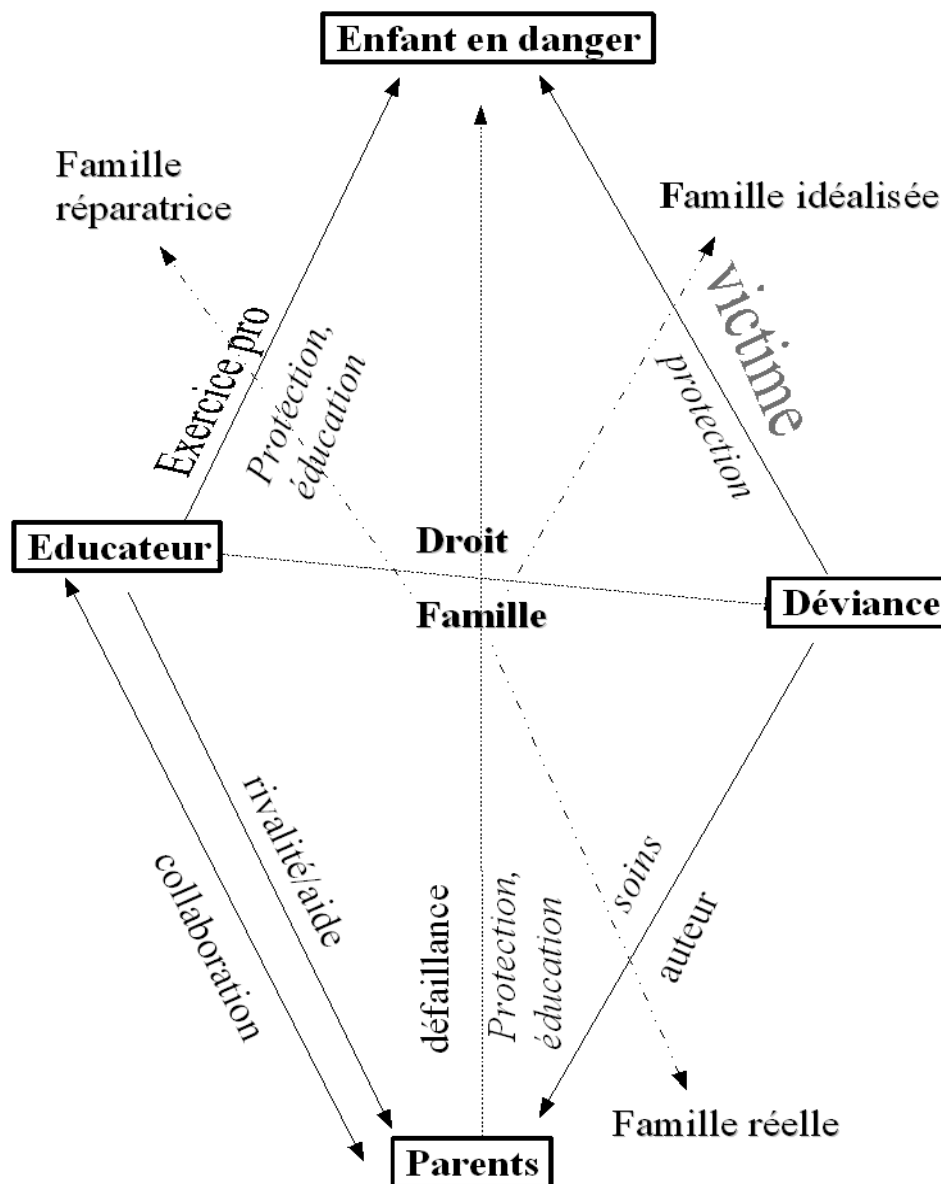 Enfant en danger
Famille
réparatrice
Famille idéalisée
victime
Exercice pro
Protection,
éducation
protection
Educateur
Droit
Famille
Déviance
rivalité/aide
collaboration
défaillance
Protection,
éducation
soins
auteur
Famille réelle
Parents